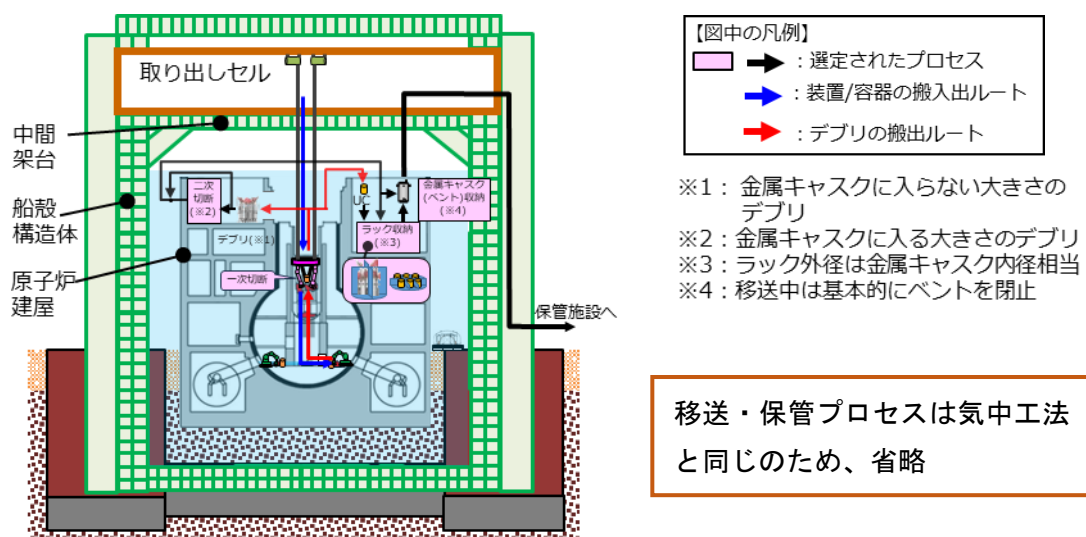 取り出しセル
中間
架台
船殻
構造体
原子炉
建屋
二次
切断
(※2)
デブリ(※1)
一次切断
UC
金属キャスク
(ベント)収納
(※4)
ラック収納
(※3)
保管施設へ
【図中の凡例】
：選定されたプロセス
：装置/容器の搬入出ルート
：デブリの搬出ルート
※1：金属キャスクに入らない大きさの
デブリ
※2：金属キャスクに入る大きさのデブリ
※3：ラック外径は金属キャスク内径相当
※4：移送中は基本的にベントを閉止
移送・保管プロセスは気中工法
と同じのため、省略